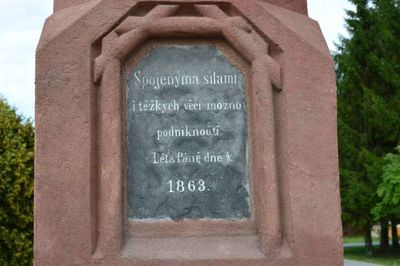 Spojenýma silami
i těžkých věcí možno
podniknouti.
Léta Páně dne
1863.